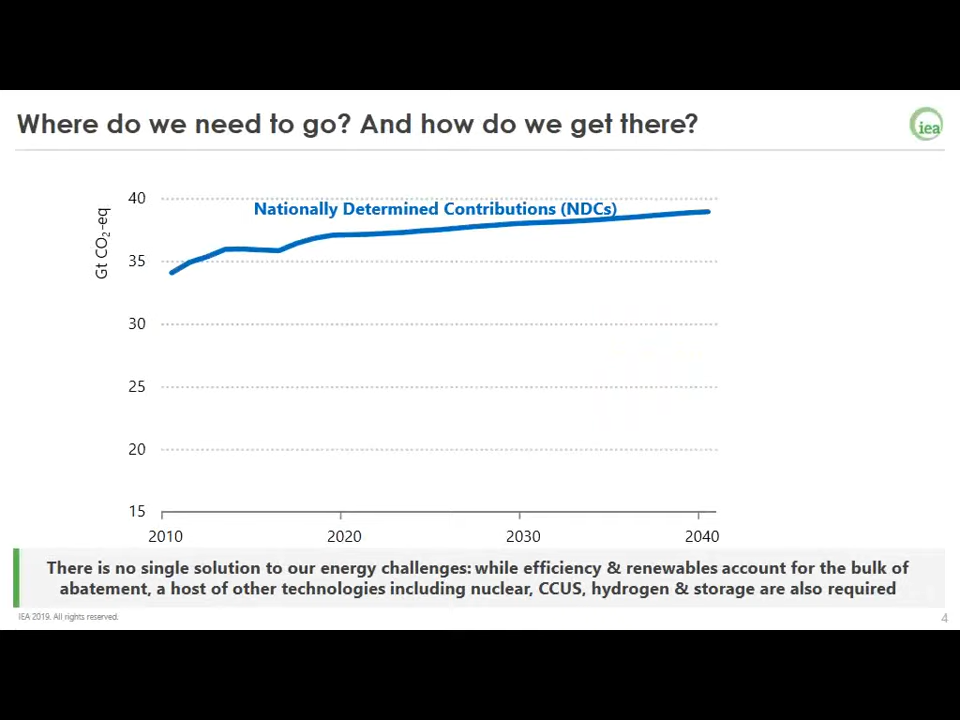 Where do we need to go? And how do we get there?
iea
Gt CO₂-eq
40
Nationally Determined Contributions (NDCs)
35
30
25
20
15
2010 2020 2030 2040
There is no single solution to our energy challenges: while efficiency & renewables account for the bulk of
abatement, a host of other technologies including nuclear, CCUS, hydrogen & storage are also required
IEA 2019. All rights reserved.
4